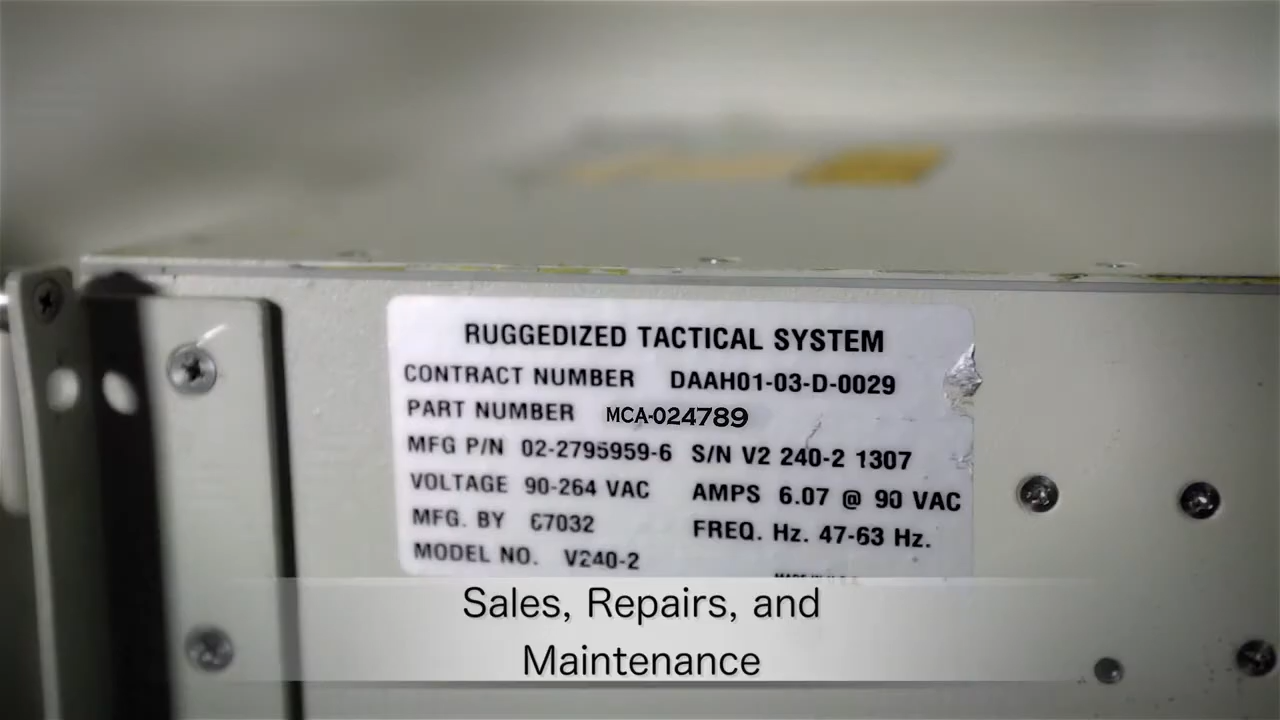 RUGGEDIZED TACTICAL SYSTEM
CONTRACT NUMBER DAAH01-03-D-0029
PART NUMBER MCA-024789
MFG P/N 02-2795959-6 S/N V2 240-2 1307
VOLTAGE 90-264 VAC AMPS 6.07 @ 90 VAC
MFG. BY 67032 FREQ. Hz. 47-63 Hz.
MODEL NO. V240-2
Sales, Repairs, and
Maintenance